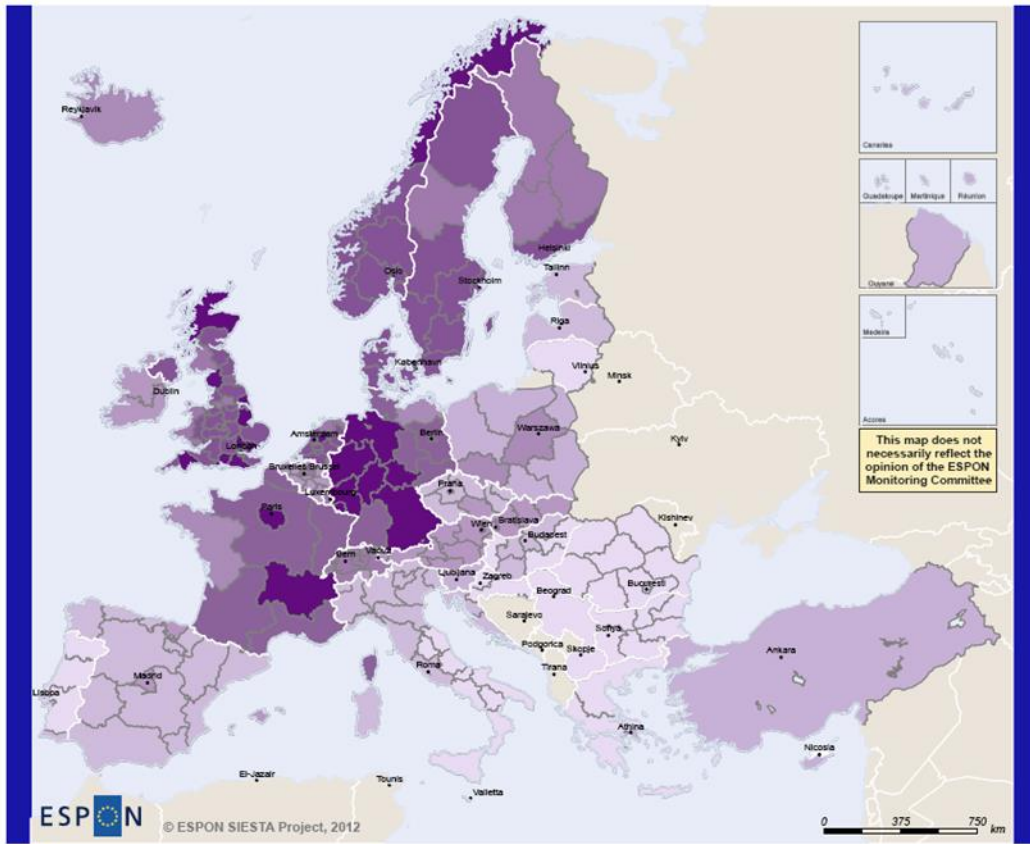 Reykjavik
Canarias
Guadeloupe Martinique Réunion
Guyane
Madeira
Acores
This map does not
necessarily reflect the
opinion of the ESPON
Monitoring Committee
Helsinki
Oslo
Tallinn
Stockholm
Riga
København
Vilnius
Minsk
Dublin
Amsterdam
Berlin
Warszawa
London
Kyiv
Bruxelles Brussel
Praha
Luxembourg
Paris
Kishinev
Wien
Bratislava
Budapest
Bern
Vaduz
Ljubljana
Zagreb
Beograd
Bucuresti
Sarajevo
Sofiya
Podgorica
Skopje
Madrid
Roma
Tirana
Ankara
Lisboa
Athina
Nicosia
El-Jazair
Tounis
Valletta
ESPON
© ESPON SIESTA Project, 2012
0 375 750
km